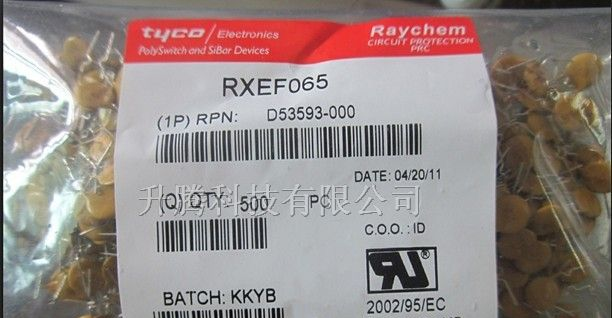 tyco Electronics
PolySwitch and SiBar Devices
Raychem
CIRCUIT PROTECTION
PRC
RXEF065
(1P) RPN: D53593-000
DATE: 04/20/11
升腾科技有限公司
(Q) QTY: 500 PC
C.O.O.: ID
BATCH: KKYB
2002/95/EC